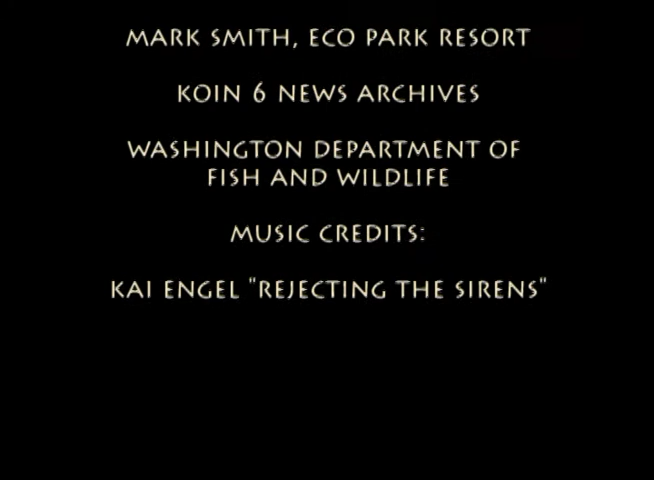 MARK SMITH, ECO PARK RESORT
KOIN 6 NEWS ARCHIVES
WASHINGTON DEPARTMENT OF
FISH AND WILDLIFE
MUSIC CREDITS:
KAI ENGEL "REJECTING THE SIRENS"